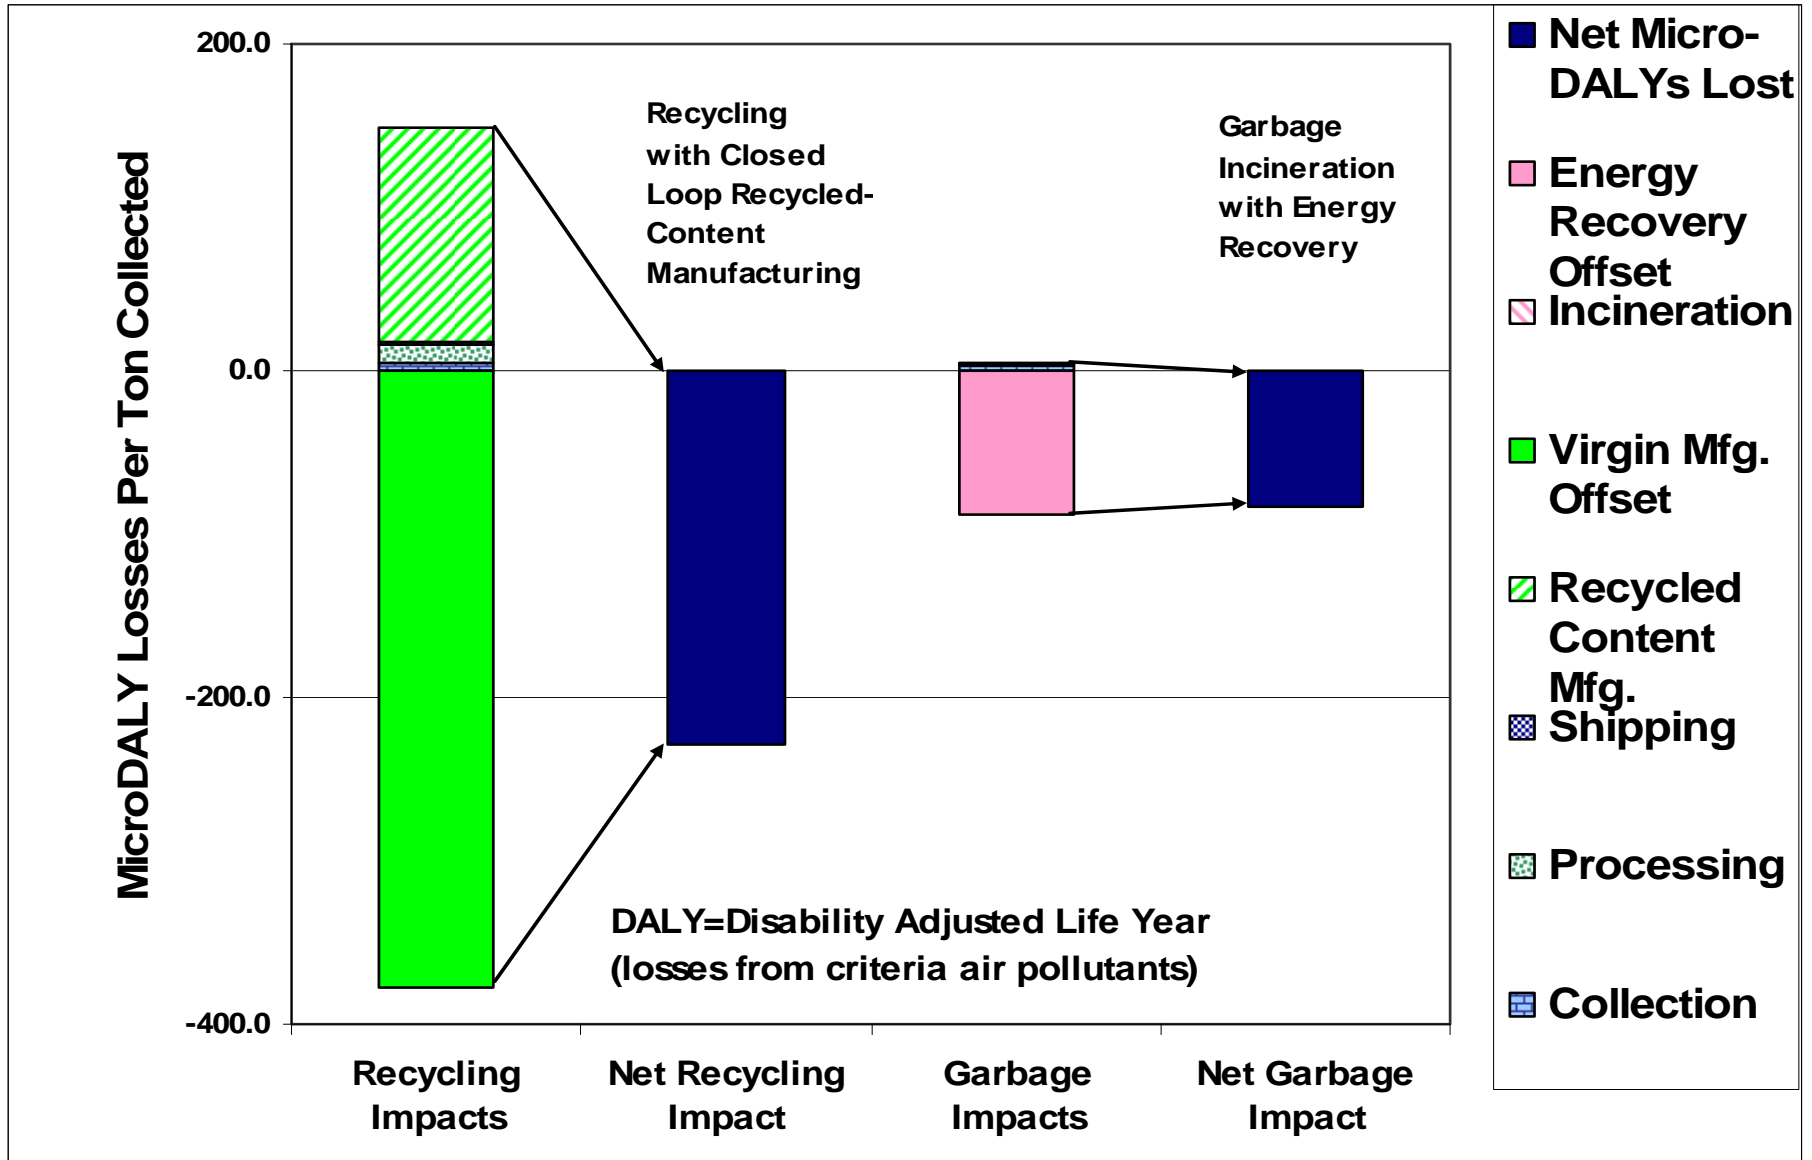 MicroDALY Losses Per Ton Collected
200.0
0.0
-200.0
-400.0
Recycling
with Closed
Loop Recycled-
Content
Manufacturing
Garbage
Incineration
with Energy
Recovery
DALY=Disability Adjusted Life Year
(losses from criteria air pollutants)
Recycling
Impacts
Net Recycling
Impact
Garbage
Impacts
Net Garbage
Impact
Net Micro-
DALYs Lost
Energy
Recovery
Offset
Incineration
Virgin Mfg.
Offset
Recycled
Content
Mfg.
Shipping
Processing
Collection